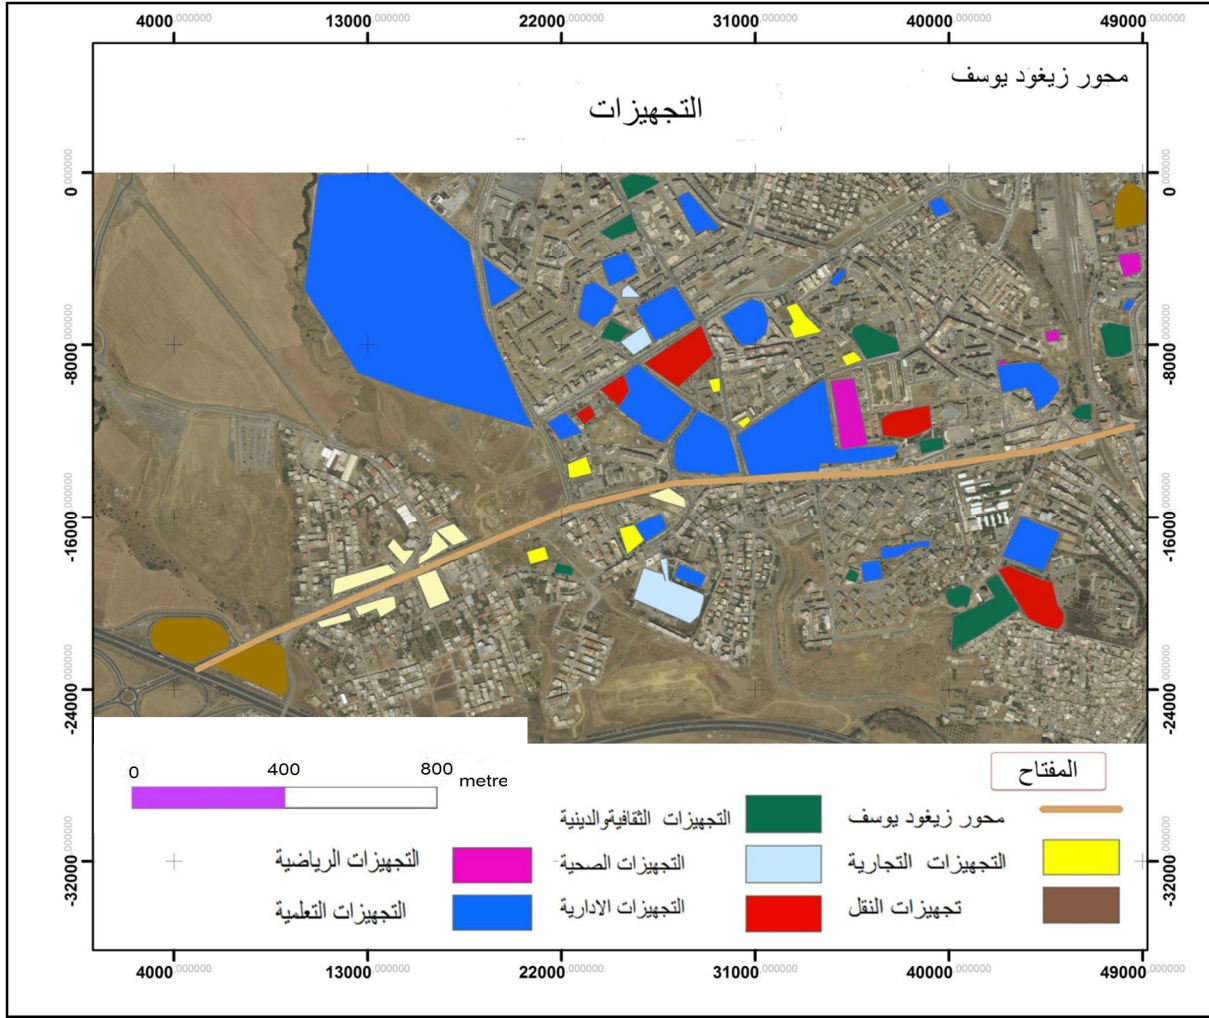 4000.000000 13000.000000 22000.000000 31000.000000 40000.000000 49000.000000
محور زيغود يوسف
التجهيزات
0.000000 0.000000
-8000.000000 -8000.000000
-16000.000000 -16000.000000
-24000.000000 -24000.000000
-32000.000000 -32000.000000
0 400 800 metre
المفتاح
محور زيغود يوسف
التجهيزات التجارية
تجهيزات النقل
التجهيزات الثقافيةوالدينية
التجهيزات الصحية
التجهيزات الادارية
التجهيزات الرياضية
التجهيزات التعلمية
4000.000000 13000.000000 22000.000000 31000.000000 40000.000000 49000.000000